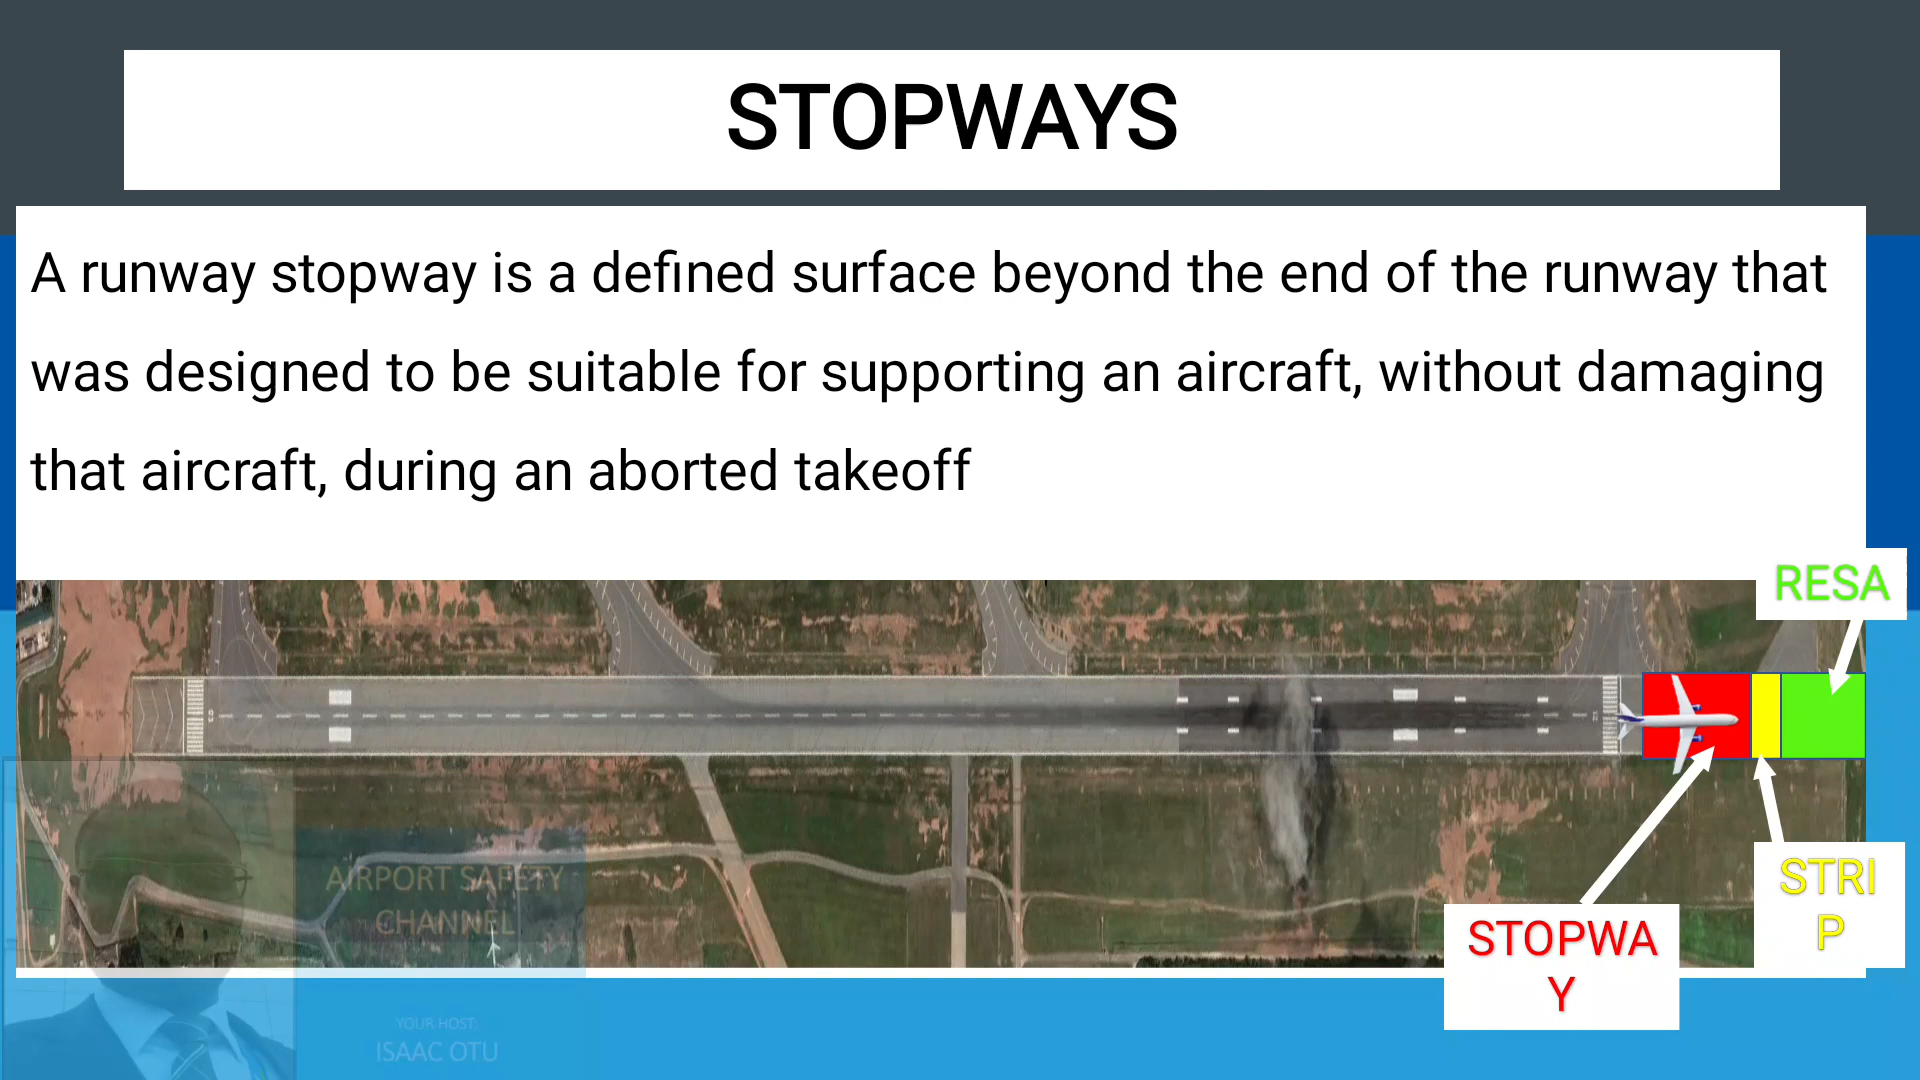 STOPWAYS
A runway stopway is a defined surface beyond the end of the runway that
was designed to be suitable for supporting an aircraft, without damaging
that aircraft, during an aborted takeoff
RESA
STRI
P
STOPWA
Y
AIRPORT SAFETY
CHANNEL
YOUR HOST:
ISAAC OTU